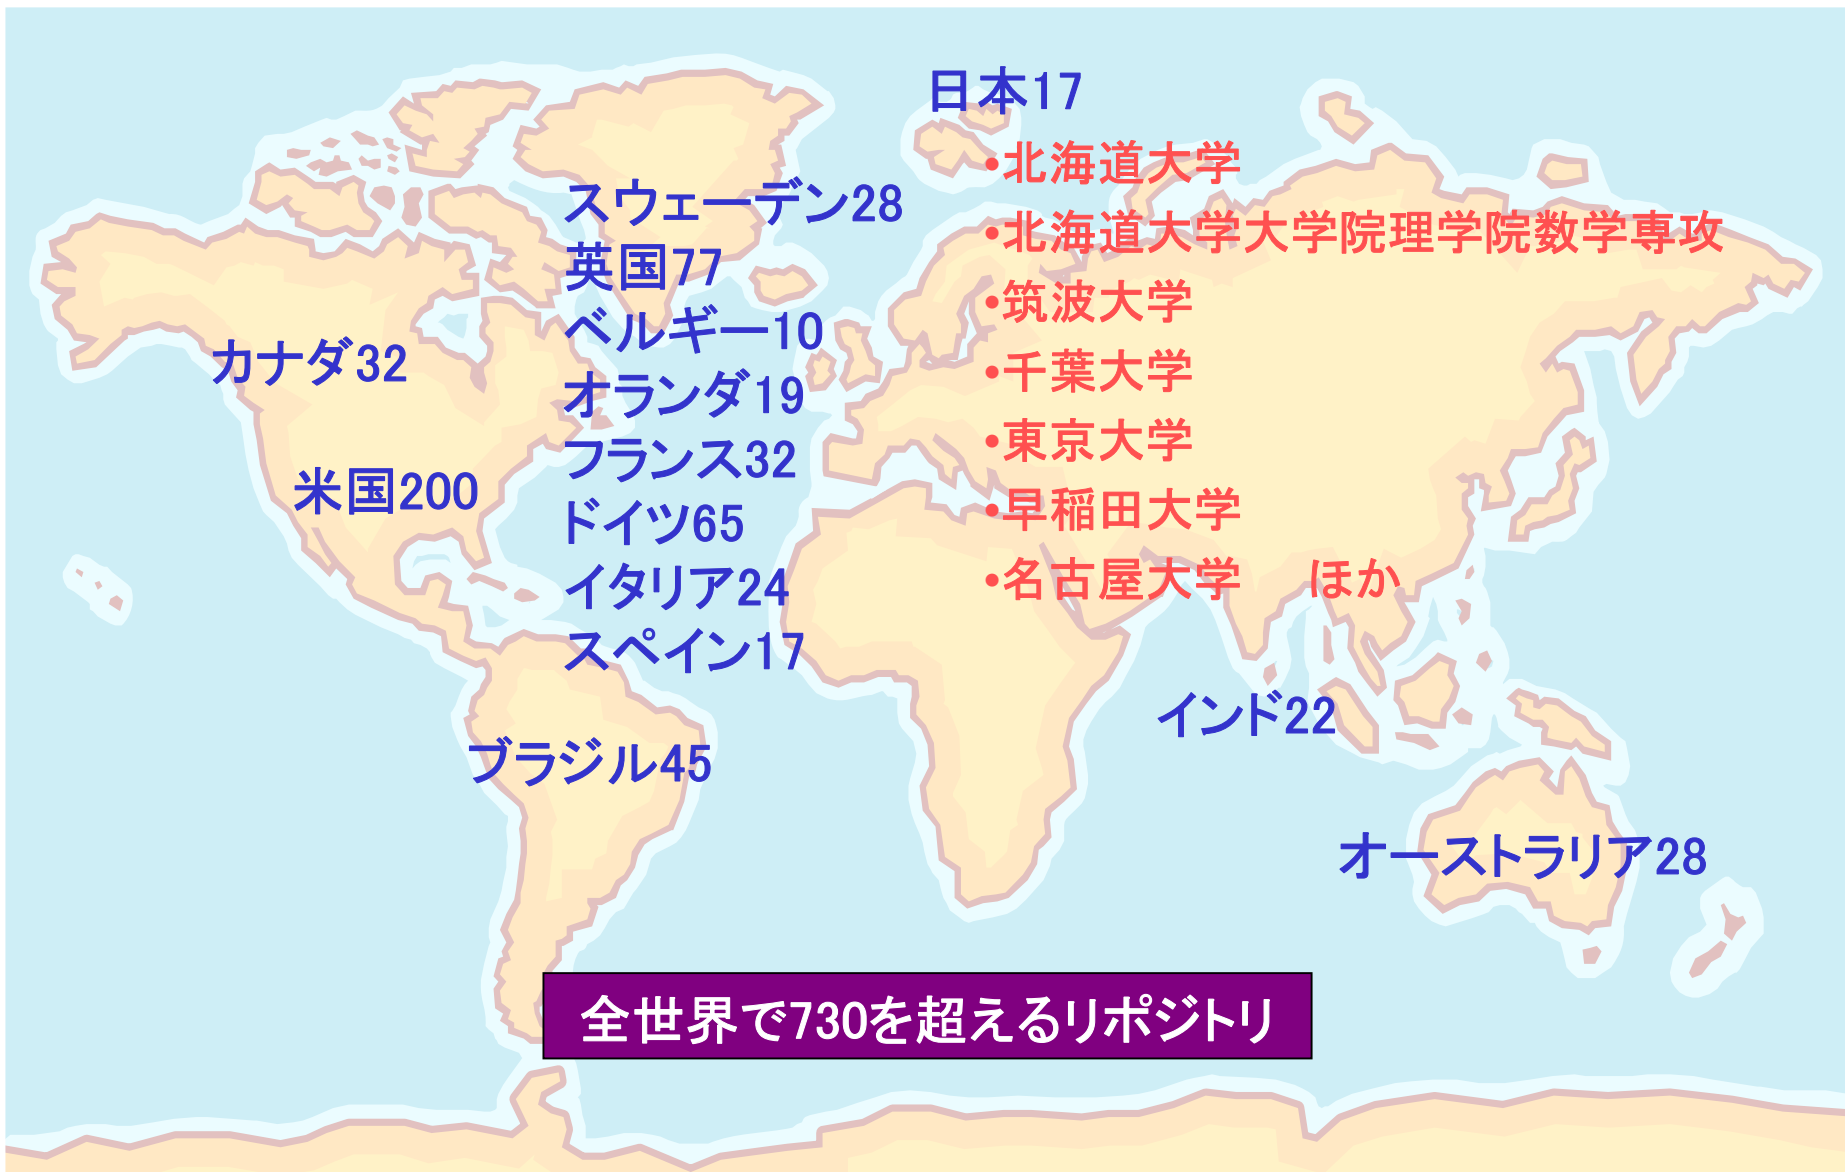 日本17
•北海道大学
•北海道大学大学院理学院数学専攻
•筑波大学
•千葉大学
•東京大学
•早稲田大学
•名古屋大学　ほか
スウェーデン28
英国77
ベルギー10
オランダ19
フランス32
ドイツ65
イタリア24
スペイン17
カナダ32
米国200
ブラジル45
インド22
オーストラリア28
全世界で730を超えるリポジトリ